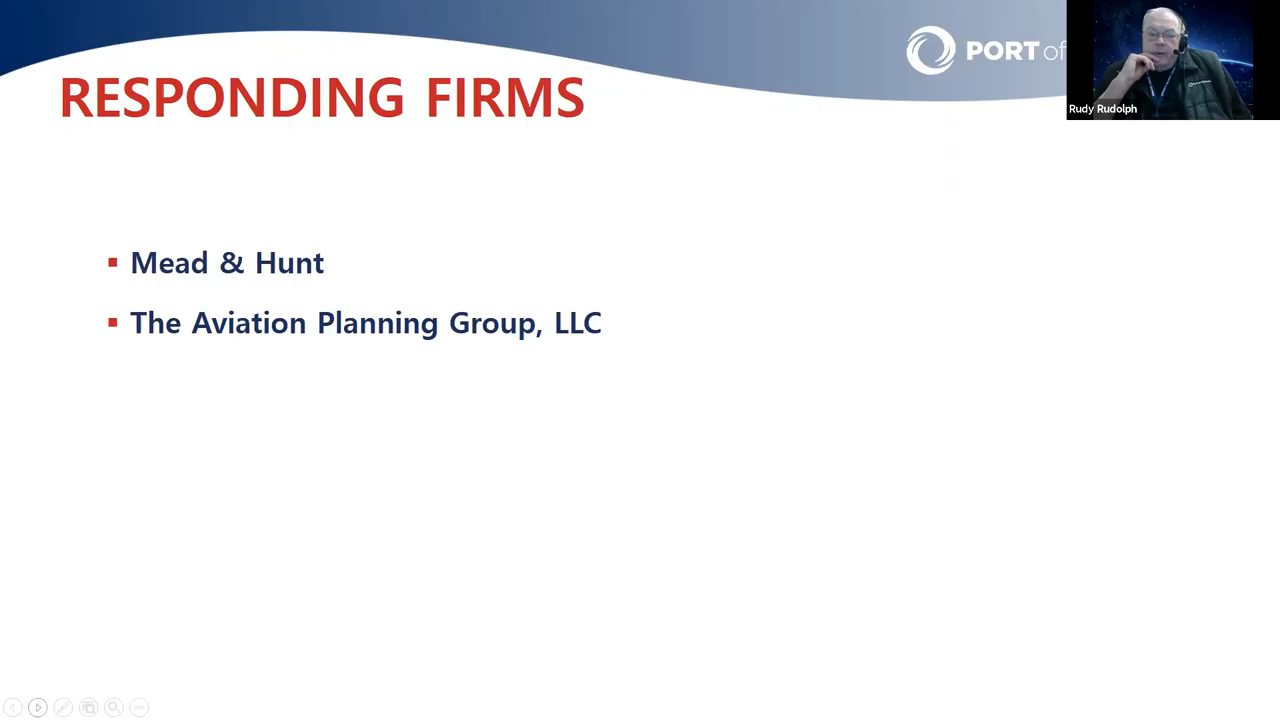 RESPONDING FIRMS
PORT of
Rudy Rudolph
Mead & Hunt
The Aviation Planning Group, LLC